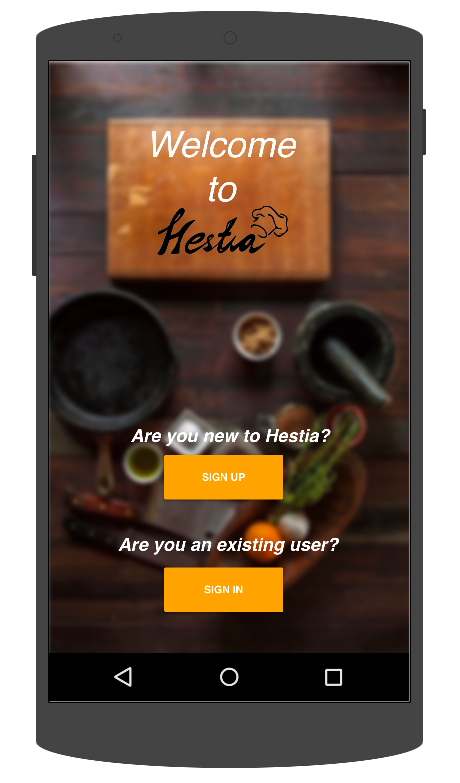 Welcome
to
Hestia
Are you new to Hestia?
SIGN UP
Are you an existing user?
SIGN IN